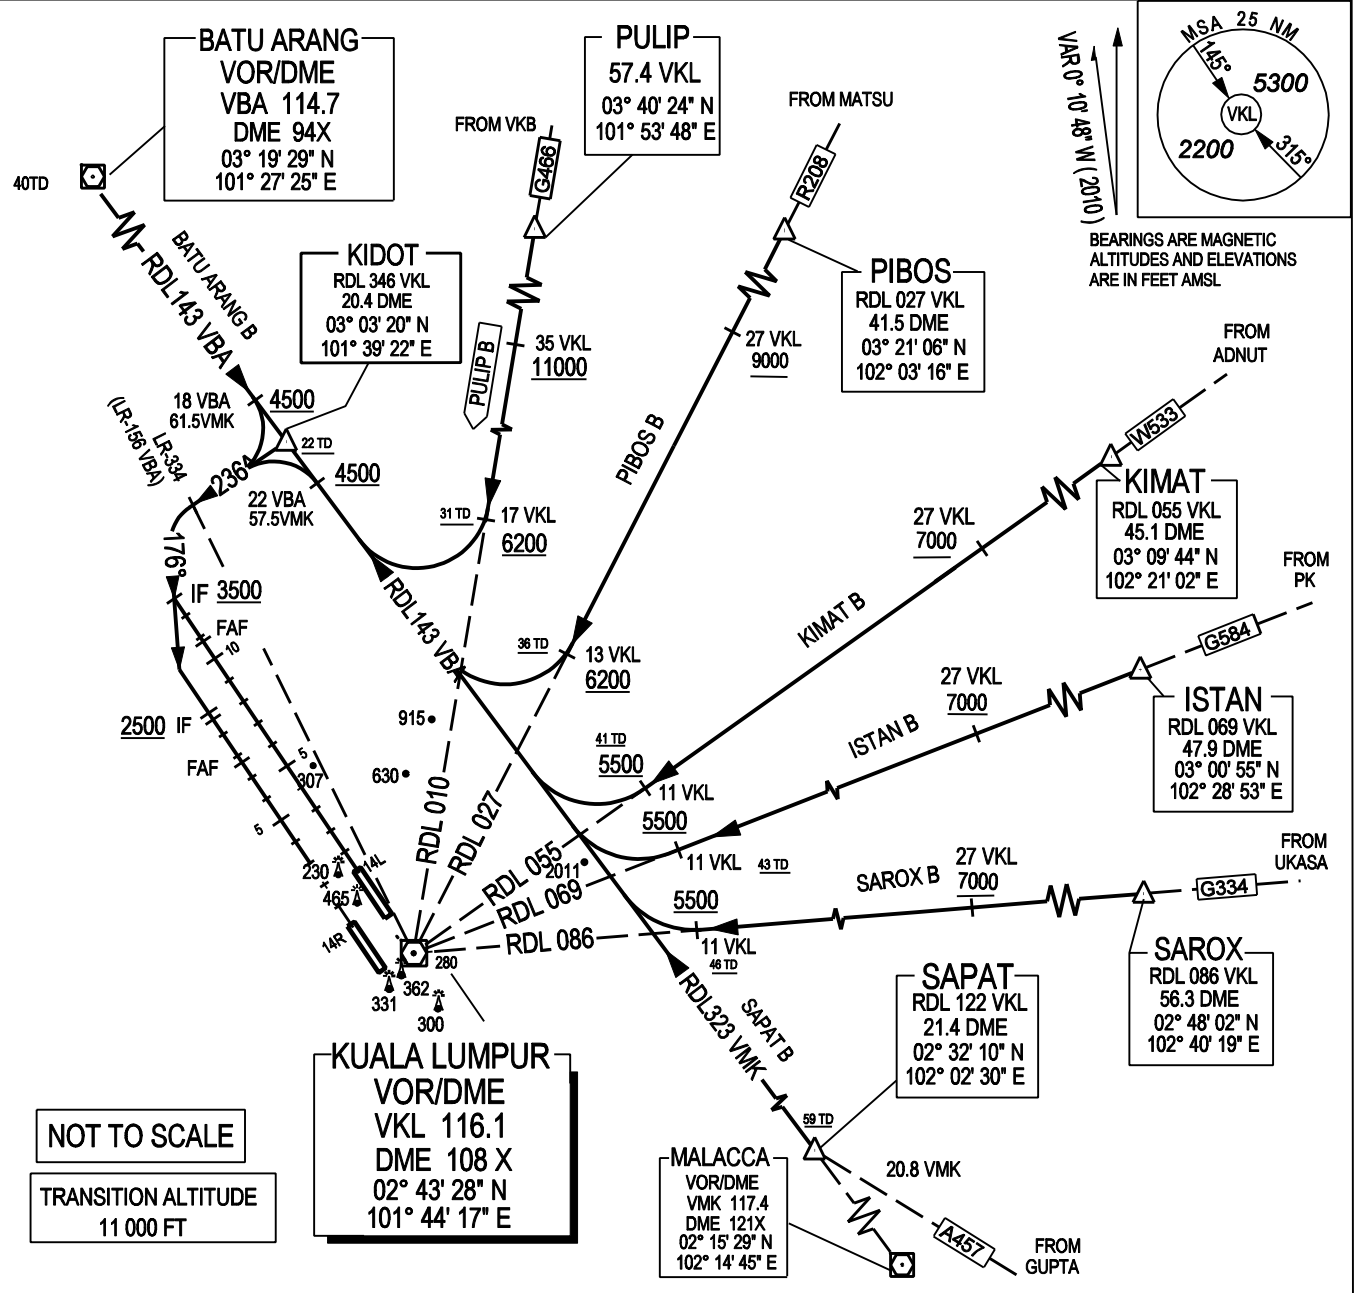 BATU ARANG
VOR/DME
VBA 114.7
DME 94X
03° 19' 29" N
101° 27' 25" E
40TD
PULIP
57.4 VKL
03° 40' 24" N
101° 53' 48" E
FROM VKB
G466
FROM MATSU
R208
VAR 0° 10' 48" W ( 2010 )
MSA 25 NM
145°
5300
VKL
2200
315°
BEARINGS ARE MAGNETIC
ALTITUDES AND ELEVATIONS
ARE IN FEET AMSL
BATU ARANG B
RDL143 VBA
KIDOT
RDL 346 VKL
20.4 DME
03° 03' 20" N
101° 39' 22" E
PIBOS
RDL 027 VKL
41.5 DME
03° 21' 06" N
102° 03' 16" E
PULIP B
35 VKL
11000
27 VKL
9000
FROM
ADNUT
W533
18 VBA
61.5VMK
4500
22 TD
LR-334
(LR-156 VBA)
236°
4500
22 VBA
57.5VMK
PIBOS B
KIMAT
RDL 055 VKL
45.1 DME
03° 09' 44" N
102° 21' 02" E
31 TD
17 VKL
6200
27 VKL
7000
176°
IF 3500
FAF
10
RDL143 VBA
KIMAT B
FROM
PK
G584
36 TD
13 VKL
6200
2500 IF
FAF
5
307
5
915
630
27 VKL
7000
ISTAN B
ISTAN
RDL 069 VKL
47.9 DME
03° 00' 55" N
102° 28' 53" E
41 TD
5500
11 VKL
5500
11 VKL
43 TD
RDL 010
RDL 027
RDL 055
2011
RDL 069
RDL 086
230
14L
465
14R
280
362
331
300
SAROX B
27 VKL
7000
FROM
UKASA
G334
5500
11 VKL
46 TD
SAROX
RDL 086 VKL
56.3 DME
02° 48' 02" N
102° 40' 19" E
SAPAT B
RDL323 VMK
SAPAT
RDL 122 VKL
21.4 DME
02° 32' 10" N
102° 02' 30" E
59 TD
20.8 VMK
A457
FROM
GUPTA
KUALA LUMPUR
VOR/DME
VKL 116.1
DME 108 X
02° 43' 28" N
101° 44' 17" E
MALACCA
VOR/DME
VMK 117.4
DME 121X
02° 15' 29" N
102° 14' 45" E
NOT TO SCALE
TRANSITION ALTITUDE
11 000 FT